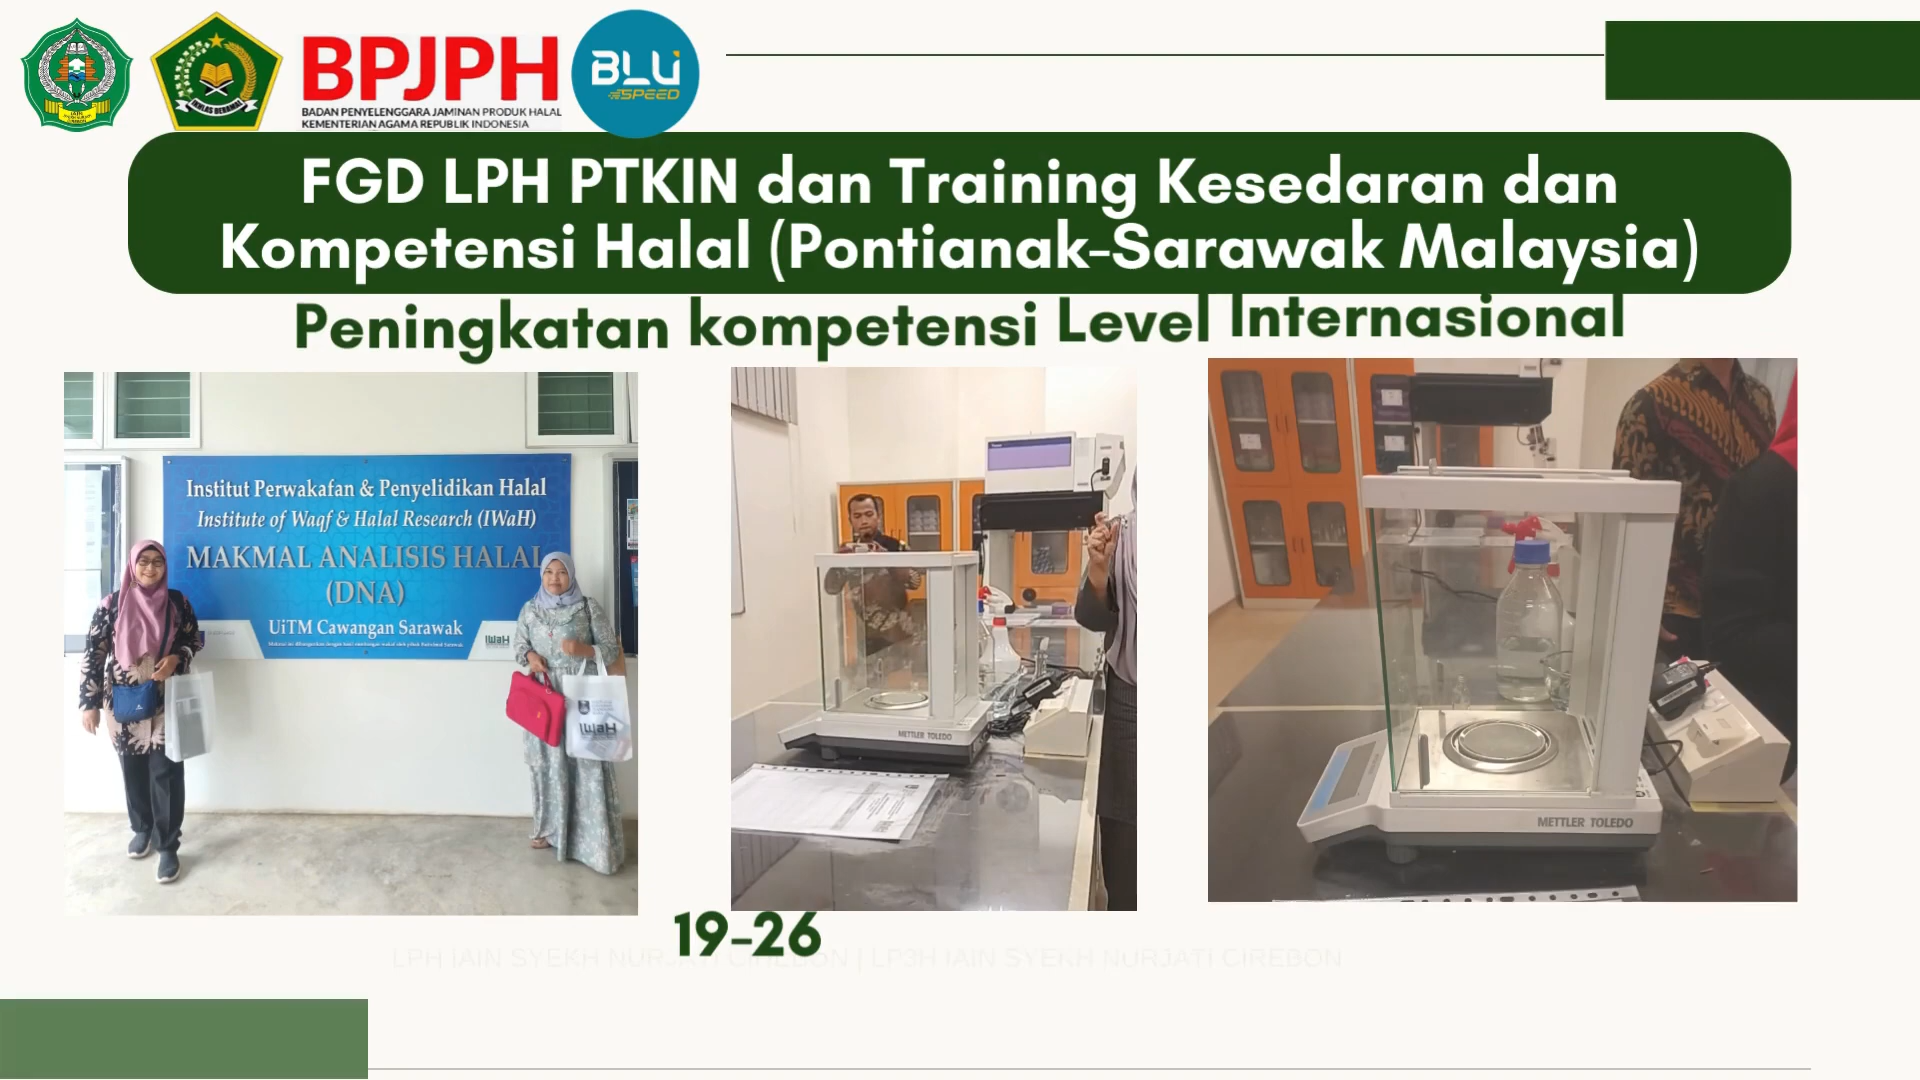 BPJPH
BADAN PENYELENGGARA JAMINAN PRODUK HALAL
KEMENTERIAN AGAMA REPUBLIK INDONESIA
BLU
SPEED
IKHLAS BERAMAL
FGD LPH PTKIN dan Training Kesedaran dan
Kompetensi Halal (Pontianak-Sarawak Malaysia)
Peningkatan kompetensi Level Internasional
Institut Perwakafan & Penyelidikan Halal
Institute of Waqf & Halal Research (IWaH)
MAKMAL ANALISIS HALAL
(DNA)
UiTM Cawangan Sarawak
IWaH
IWaH
METTLER TOLEDO
METTLER TOLEDO
19-26
LPH IAIN SYEKH NURJATI CIREBON | LP3H IAIN SYEKH NURJATI CIREBON